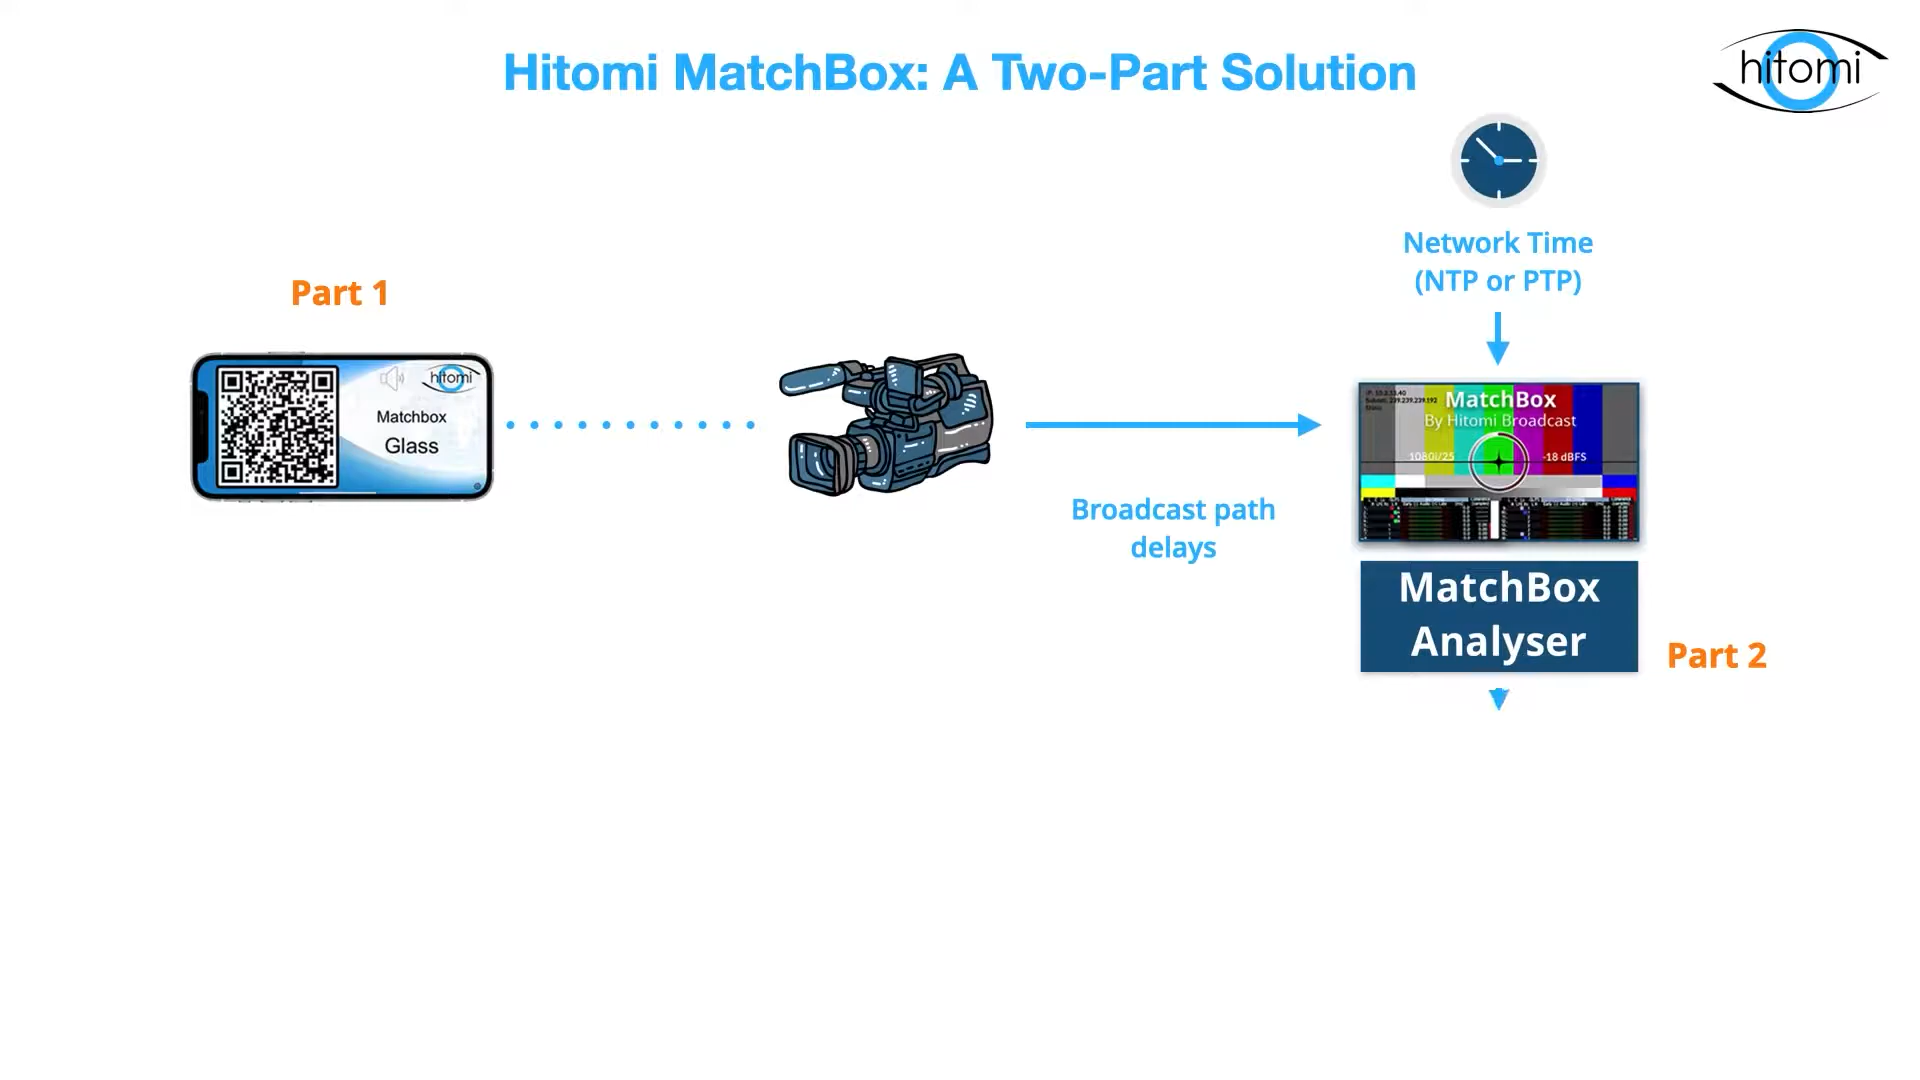 Hitomi MatchBox: A Two-Part Solution
hitomi
Network Time
(NTP or PTP)
Part 1
hitomi
Matchbox
Glass
MatchBox
By Hitomi Broadcast
1080i/25
-18 dBFS
Broadcast path
delays
MatchBox
Analyser
Part 2